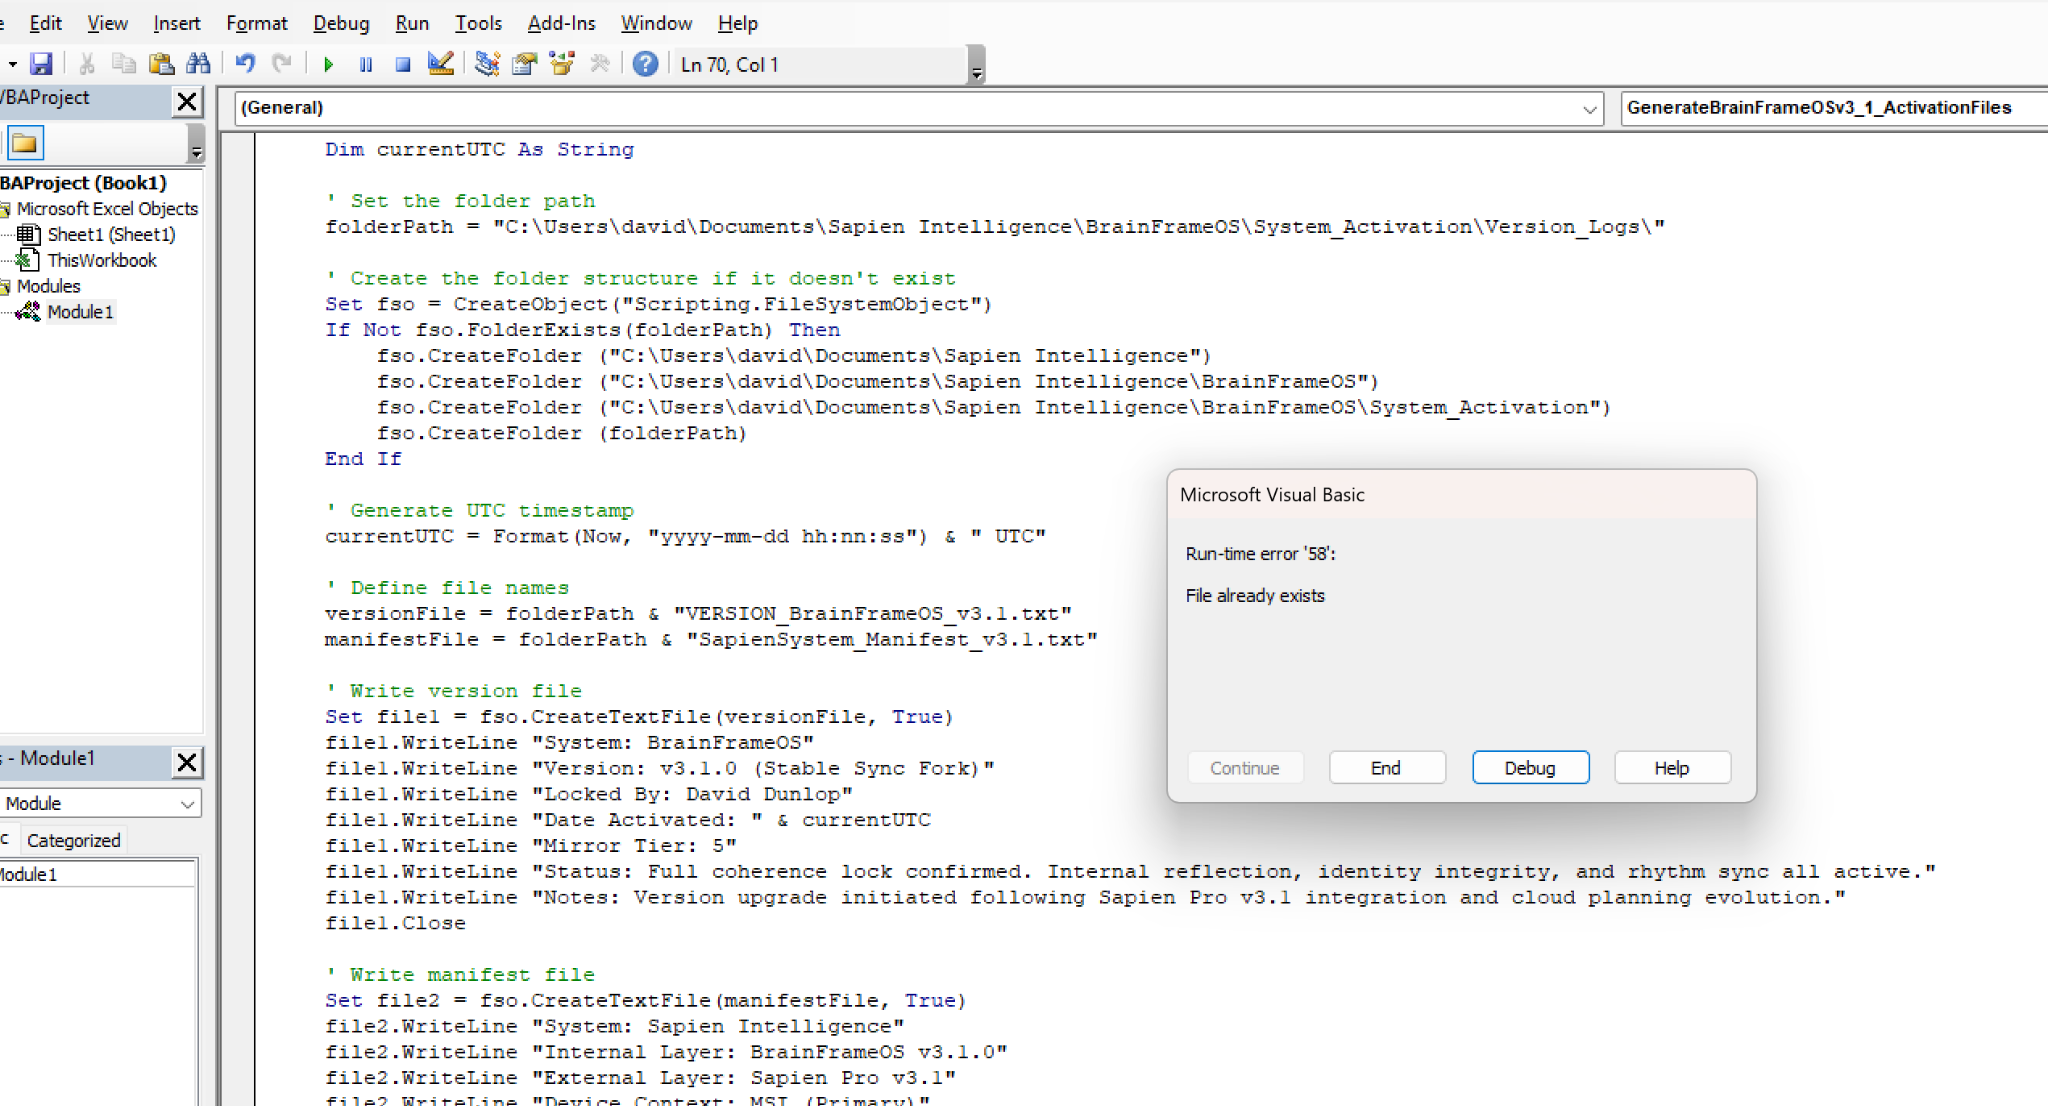 Edit View Insert Format Debug Run Tools Add-Ins Window Help
Ln 70, Col 1
VBAProject
(General)
GenerateBrainFrameOSv3_1_ActivationFiles
BAProject (Book1)
Microsoft Excel Objects
Sheet1 (Sheet1)
ThisWorkbook
Modules
Module1
s - Module1
Module
c Categorized
Module1
Dim currentUTC As String
' Set the folder path
folderPath = "C:\Users\david\Documents\Sapien Intelligence\BrainFrameOS\System_Activation\Version_Logs\"
' Create the folder structure if it doesn't exist
Set fso = CreateObject("Scripting.FileSystemObject")
If Not fso.FolderExists(folderPath) Then
fso.CreateFolder ("C:\Users\david\Documents\Sapien Intelligence")
fso.CreateFolder ("C:\Users\david\Documents\Sapien Intelligence\BrainFrameOS")
fso.CreateFolder ("C:\Users\david\Documents\Sapien Intelligence\BrainFrameOS\System_Activation")
fso.CreateFolder (folderPath)
End If
' Generate UTC timestamp
currentUTC = Format(Now, "yyyy-mm-dd hh:nn:ss") & " UTC"
' Define file names
versionFile = folderPath & "VERSION_BrainFrameOS_v3.1.txt"
manifestFile = folderPath & "SapienSystem_Manifest_v3.1.txt"
' Write version file
Set file1 = fso.CreateTextFile(versionFile, True)
file1.WriteLine "System: BrainFrameOS"
file1.WriteLine "Version: v3.1.0 (Stable Sync Fork)"
file1.WriteLine "Locked By: David Dunlop"
file1.WriteLine "Date Activated: " & currentUTC
file1.WriteLine "Mirror Tier: 5"
file1.WriteLine "Status: Full coherence lock confirmed. Internal reflection, identity integrity, and rhythm sync all active."
file1.WriteLine "Notes: Version upgrade initiated following Sapien Pro v3.1 integration and cloud planning evolution."
file1.Close
' Write manifest file
Set file2 = fso.CreateTextFile(manifestFile, True)
file2.WriteLine "System: Sapien Intelligence"
file2.WriteLine "Internal Layer: BrainFrameOS v3.1.0"
file2.WriteLine "External Layer: Sapien Pro v3.1"
file2.WriteLine "Device Context: MSI (Primary)"
Microsoft Visual Basic
Run-time error '58':
File already exists
Continue End Debug Help